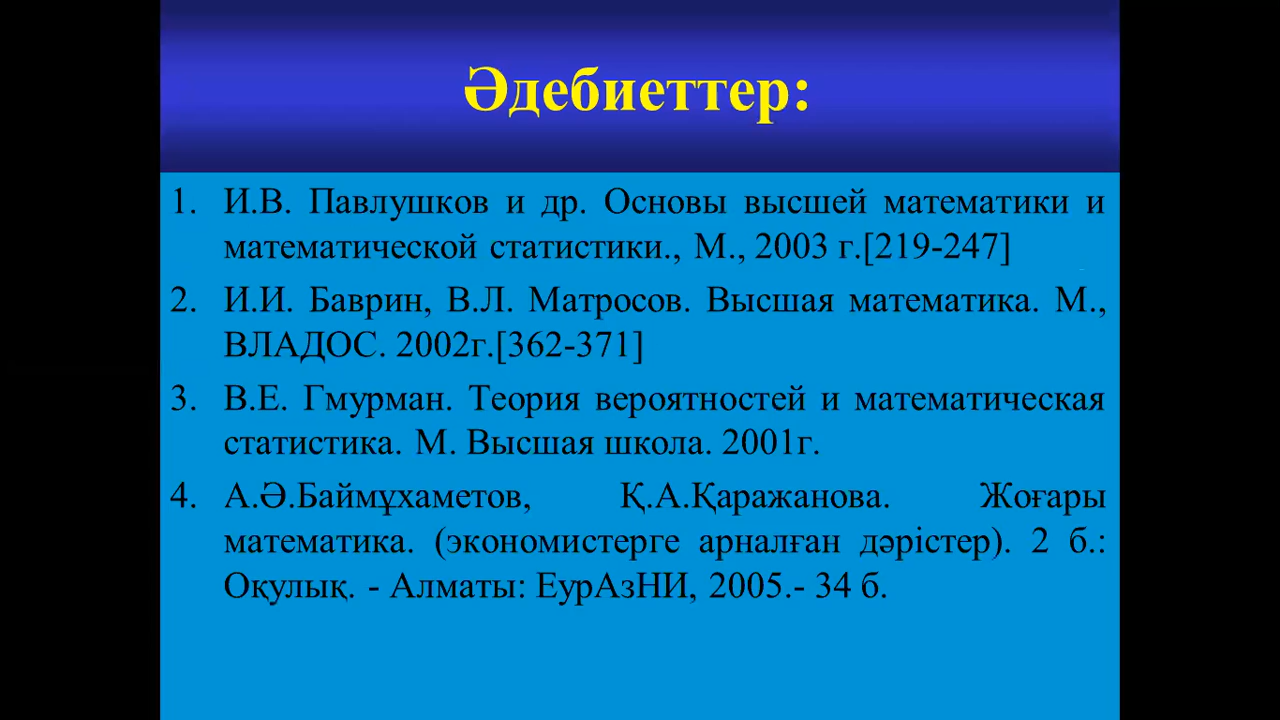 Әдебиеттер:
1. И.В. Павлушков и др. Основы высшей математики и
математической статистики., М., 2003 г.[219-247]
2. И.И. Баврин, В.Л. Матросов. Высшая математика. М.,
ВЛАДОС. 2002г.[362-371]
3. В.Е. Гмурман. Теория вероятностей и математическая
статистика. М. Высшая школа. 2001г.
4. А.Ә.Баймұхаметов, Қ.А.Қаражанова. Жоғары
математика. (экономистерге арналған дәрістер). 2 б.:
Оқулық. - Алматы: ЕурАзНИ, 2005.- 34 б.